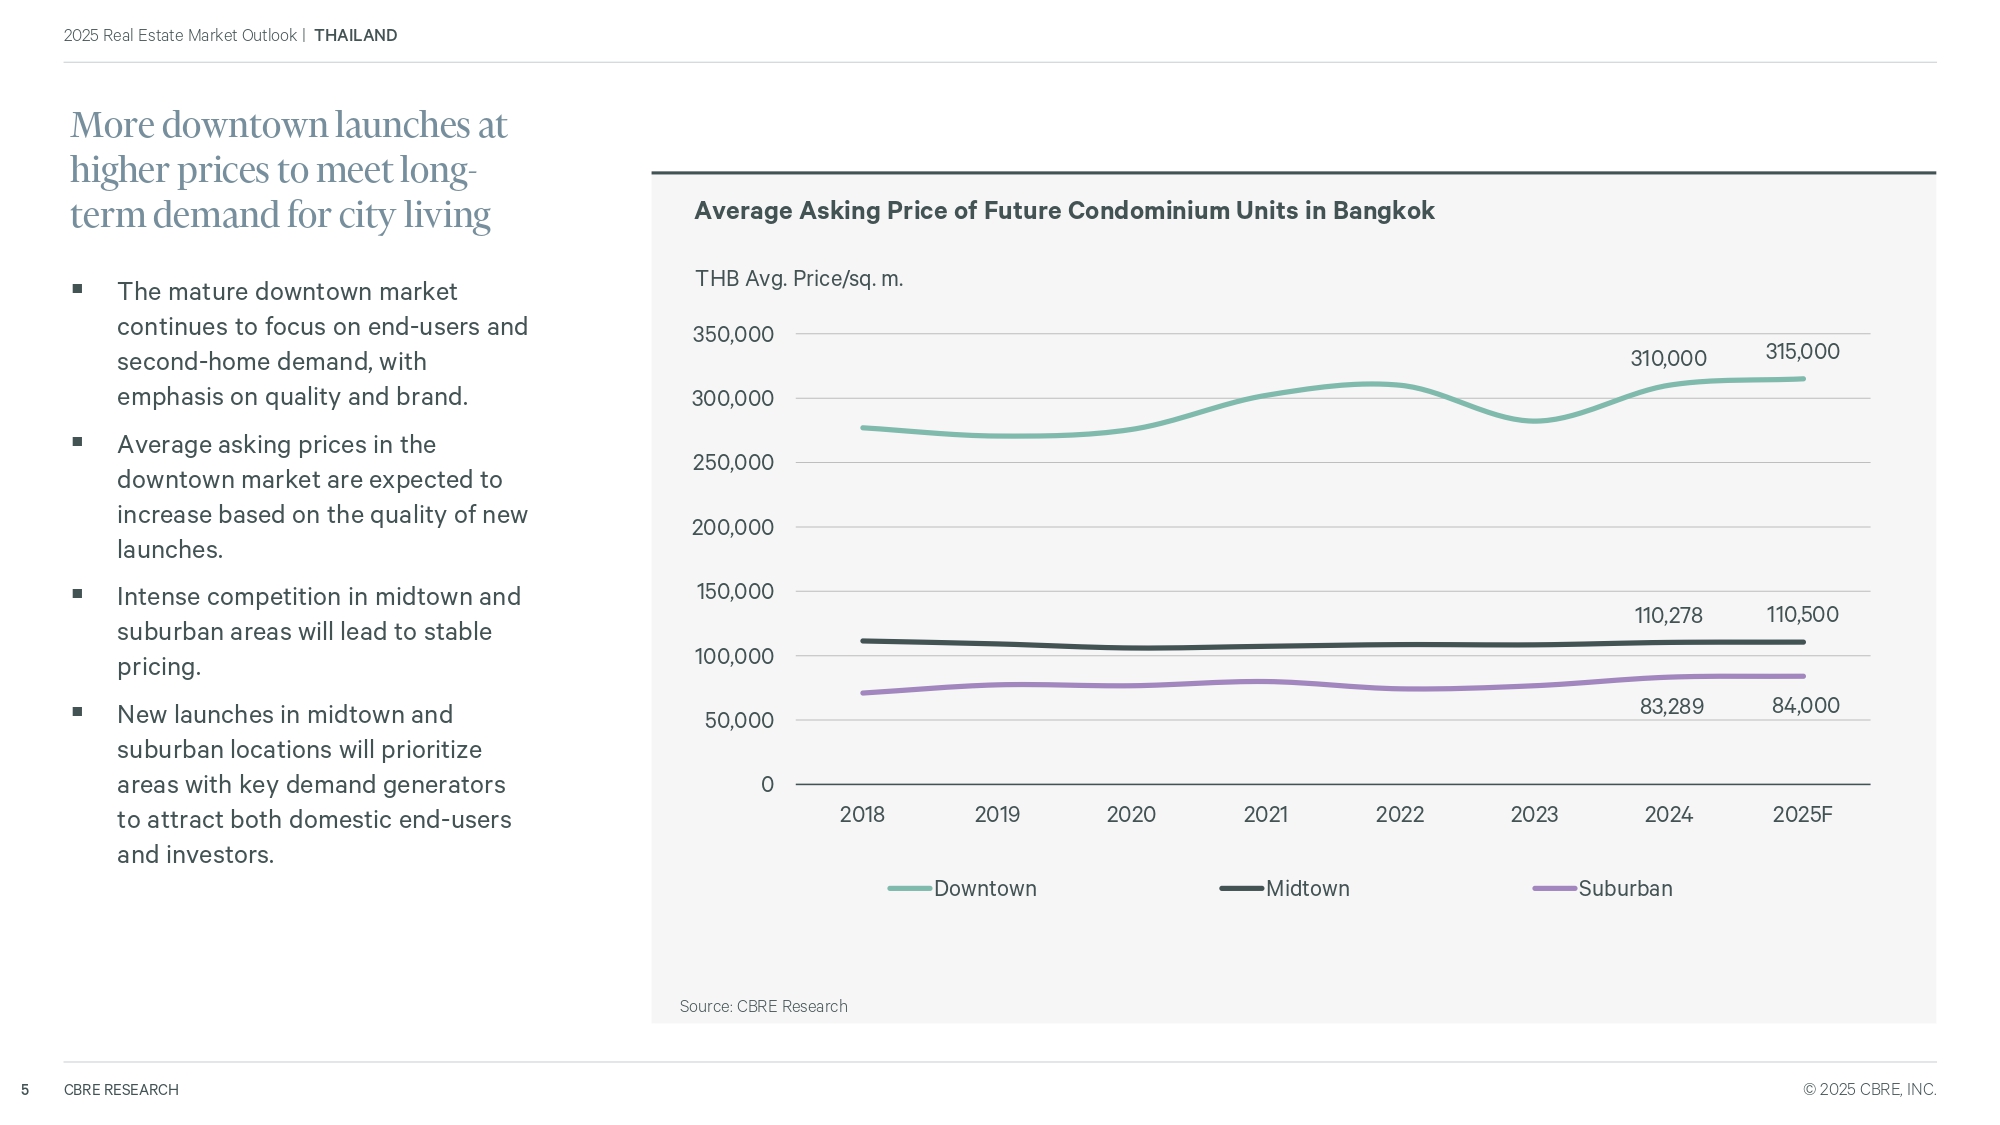 2025 Real Estate Market Outlook | THAILAND
More downtown launches at
higher prices to meet long-
term demand for city living
▪ The mature downtown market
continues to focus on end-users and
second-home demand, with
emphasis on quality and brand.
▪ Average asking prices in the
downtown market are expected to
increase based on the quality of new
launches.
▪ Intense competition in midtown and
suburban areas will lead to stable
pricing.
▪ New launches in midtown and
suburban locations will prioritize
areas with key demand generators
to attract both domestic end-users
and investors.
Average Asking Price of Future Condominium Units in Bangkok
THB Avg. Price/sq. m.
350,000
310,000 315,000
300,000
250,000
200,000
150,000
110,278 110,500
100,000
83,289 84,000
50,000
0
2018 2019 2020 2021 2022 2023 2024 2025F
Downtown Midtown Suburban
Source: CBRE Research
5 CBRE RESEARCH © 2025 CBRE, INC.